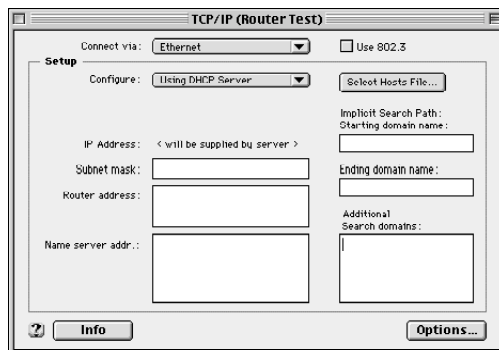 TCP/IP (Router Test)
Connect via: Ethernet
Use 802.3
Setup
Configure: Using DHCP Server
Select Hosts File...
Implicit Search Path:
Starting domain name:
IP Address: < will be supplied by server >
Subnet mask:
Ending domain name:
Router address:
Additional
Search domains:
Name server addr.:
?
Info
Options...